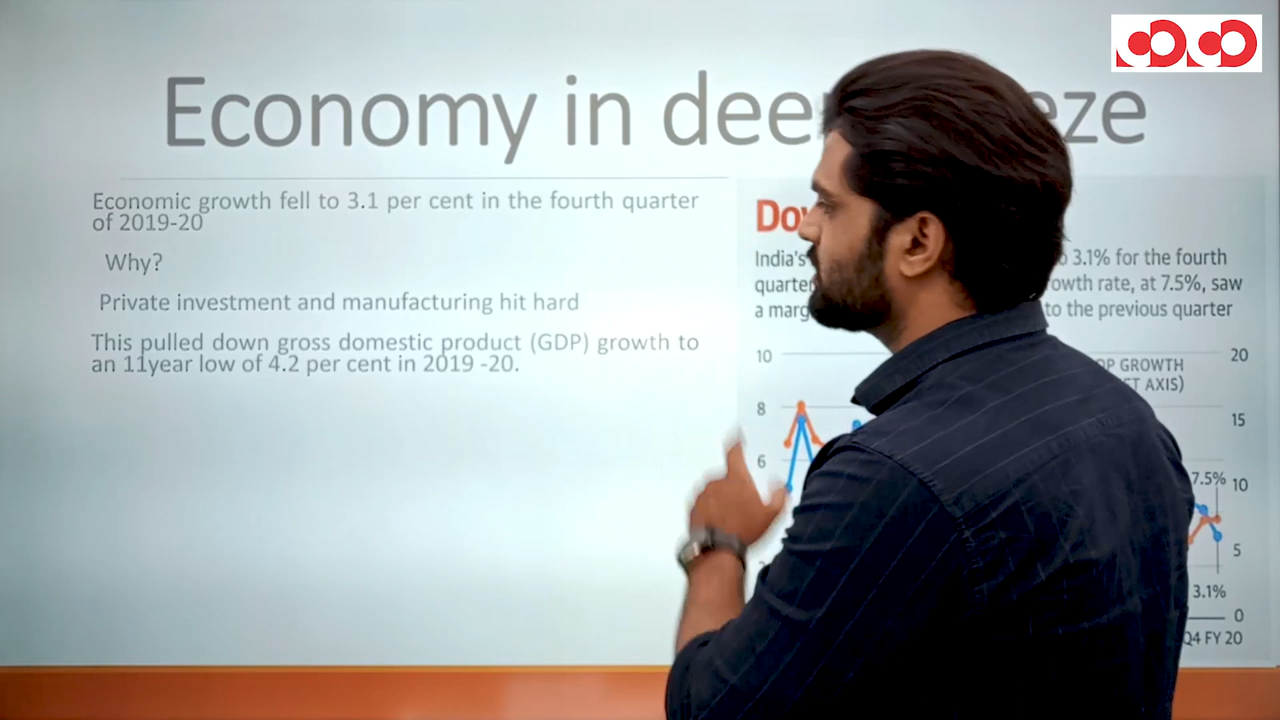 Economy in dee eze
Economic growth fell to 3.1 per cent in the fourth quarter
of 2019-20
Why?
Private investment and manufacturing hit hard
This pulled down gross domestic product (GDP) growth to
an 11year low of 4.2 per cent in 2019 -20.
Do
India's 3.1% for the fourth
quarter owth rate, at 7.5%, saw
a marg to the previous quarter
10 20
GROWTH
AXIS)
8 15
6 7.5% 10
5
3.1%
0
Q4 FY 20